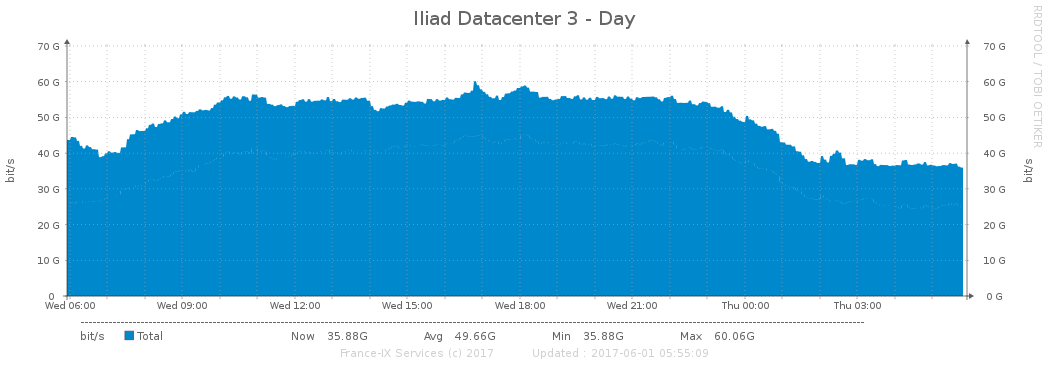 Iliad Datacenter 3 - Day
RRDTOOL / TOBI OETIKER
70 G 70 G
60 G 60 G
50 G 50 G
40 G 40 G
30 G 30 G
20 G 20 G
10 G 10 G
0 0 G
bit/s bit/s
Wed 06:00 Wed 09:00 Wed 12:00 Wed 15:00 Wed 18:00 Wed 21:00 Thu 00:00 Thu 03:00
bit/s Total Now 35.88G Avg 49.66G Min 35.88G Max 60.06G
France-IX Services (c) 2017 Updated : 2017-06-01 05:55:09